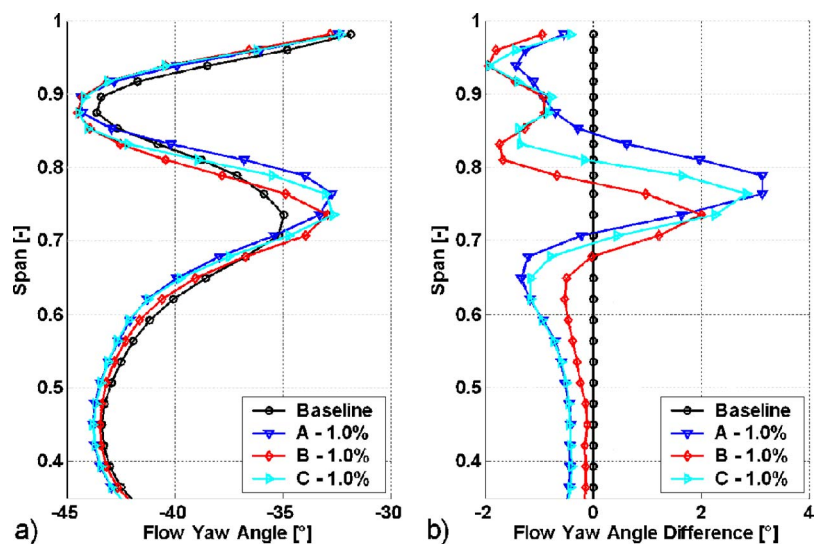 1
0.9
0.8
0.7
0.6
0.5
0.4
Span [-]
-45
-40
-35
-30
Flow Yaw Angle [°]
a)
Baseline
A - 1.0%
B - 1.0%
C - 1.0%
1
0.9
0.8
0.7
0.6
0.5
0.4
Span [-]
-2
0
2
4
Flow Yaw Angle Difference [°]
b)
Baseline
A - 1.0%
B - 1.0%
C - 1.0%